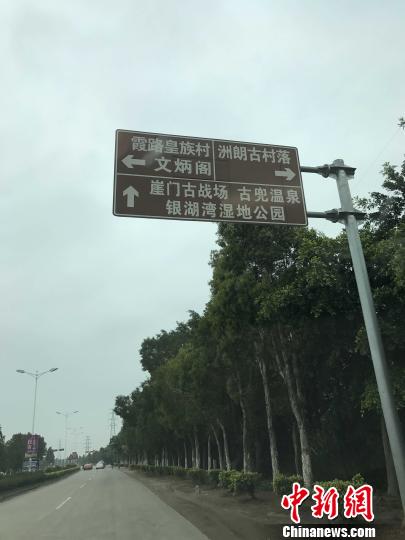 霞路皇族村
文炳阁
洲朗古村落
崖门古战场 古兜温泉
银湖湾湿地公园
中新网
Chinanews.com